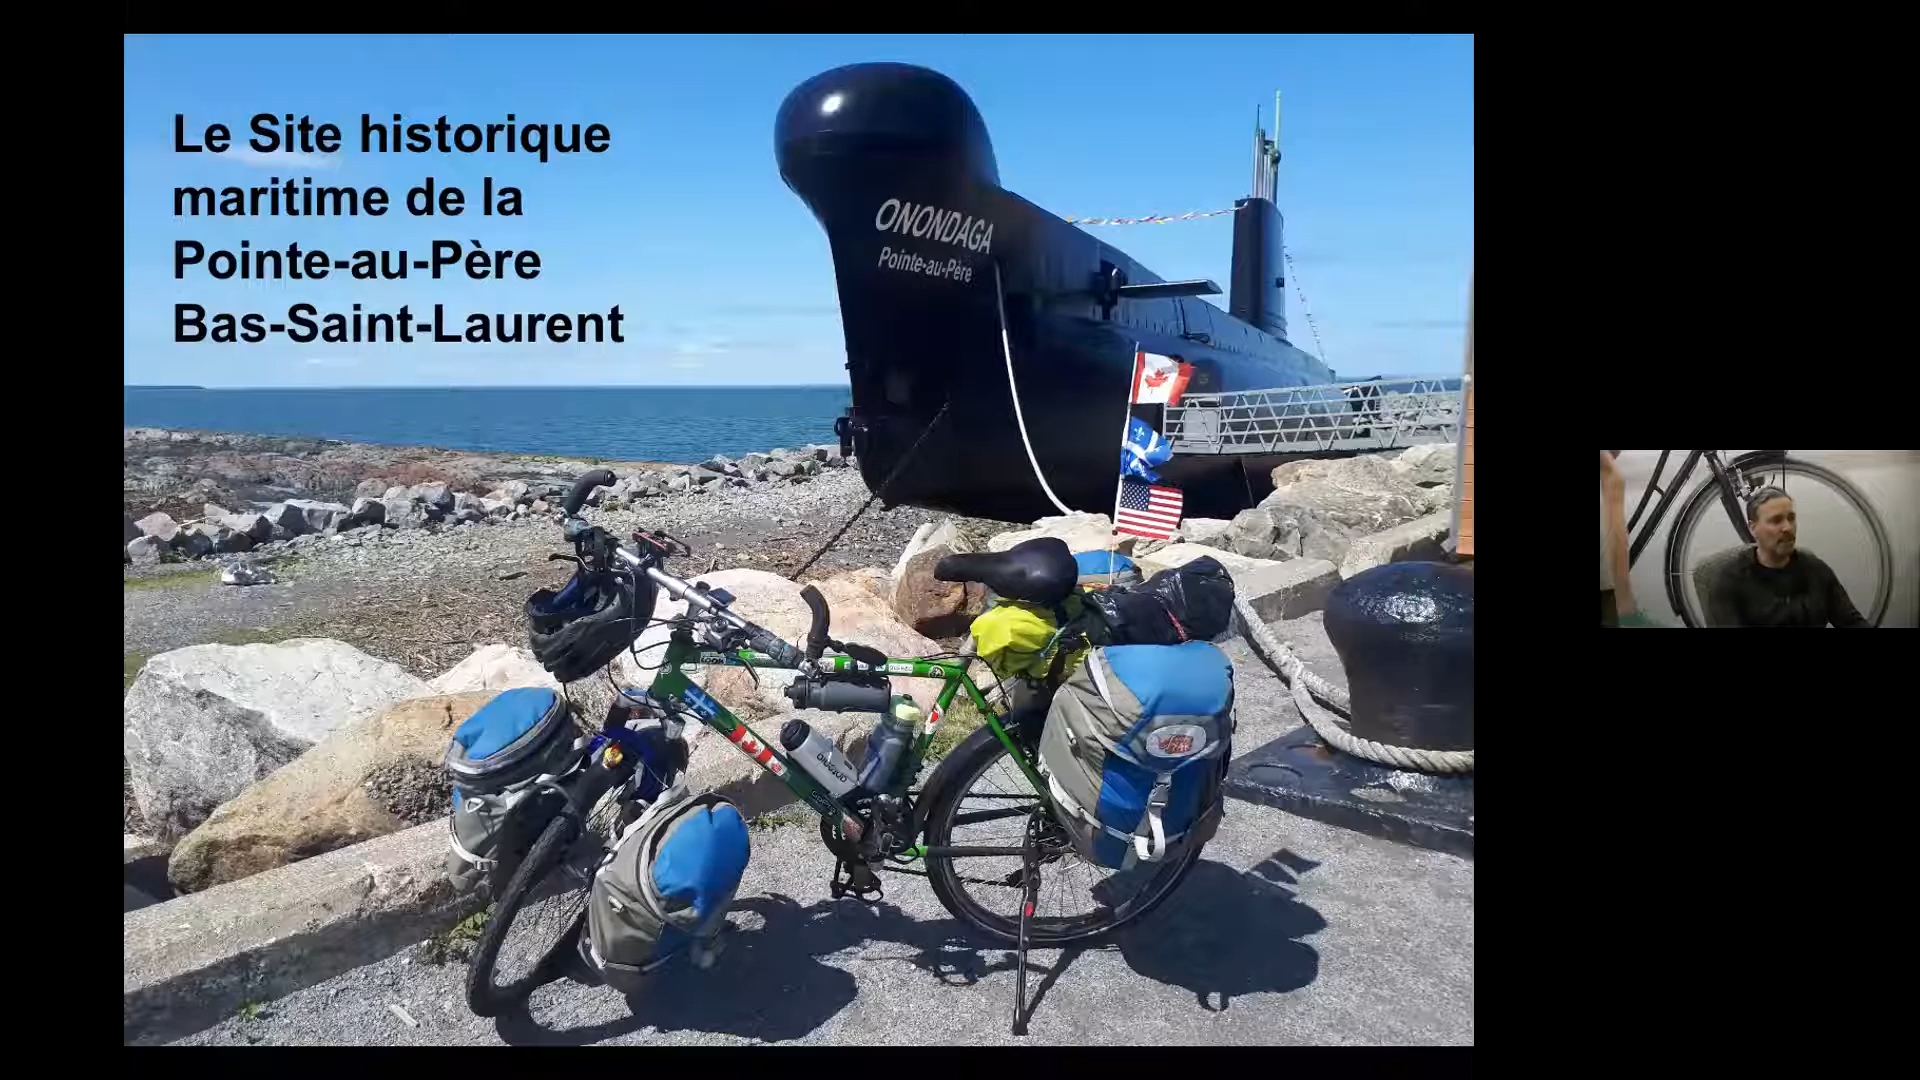 Le Site historique
maritime de la
Pointe-au-Père
Bas-Saint-Laurent
ONONDAGA
Pointe-au-Père